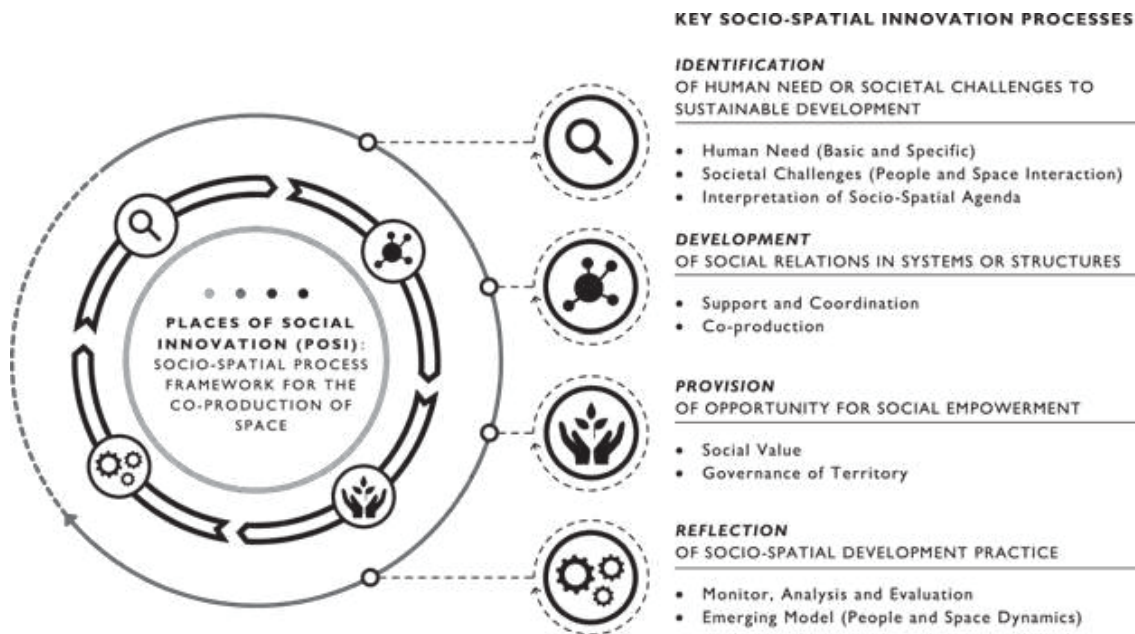 KEY SOCIO-SPATIAL INNOVATION PROCESSES
IDENTIFICATION
OF HUMAN NEED OR SOCIETAL CHALLENGES TO
SUSTAINABLE DEVELOPMENT
• Human Need (Basic and Specific)
• Societal Challenges (People and Space Interaction)
• Interpretation of Socio-Spatial Agenda
DEVELOPMENT
OF SOCIAL RELATIONS IN SYSTEMS OR STRUCTURES
• Support and Coordination
• Co-production
PROVISION
OF OPPORTUNITY FOR SOCIAL EMPOWERMENT
• Social Value
• Governance of Territory
REFLECTION
OF SOCIO-SPATIAL DEVELOPMENT PRACTICE
• Monitor, Analysis and Evaluation
• Emerging Model (People and Space Dynamics)
PLACES OF SOCIAL
INNOVATION (POSI):
SOCIO-SPATIAL PROCESS
FRAMEWORK FOR THE
CO-PRODUCTION OF
SPACE